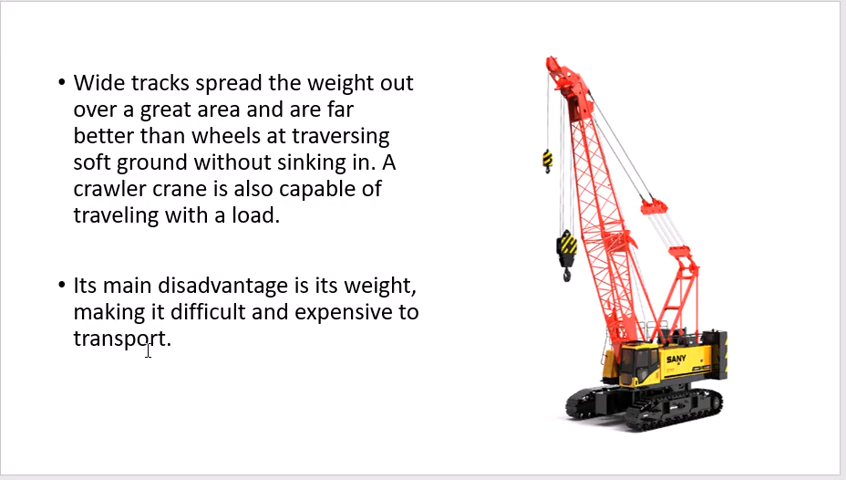 • Wide tracks spread the weight out
over a great area and are far
better than wheels at traversing
soft ground without sinking in. A
crawler crane is also capable of
traveling with a load.
• Its main disadvantage is its weight,
making it difficult and expensive to
transport.
SANY